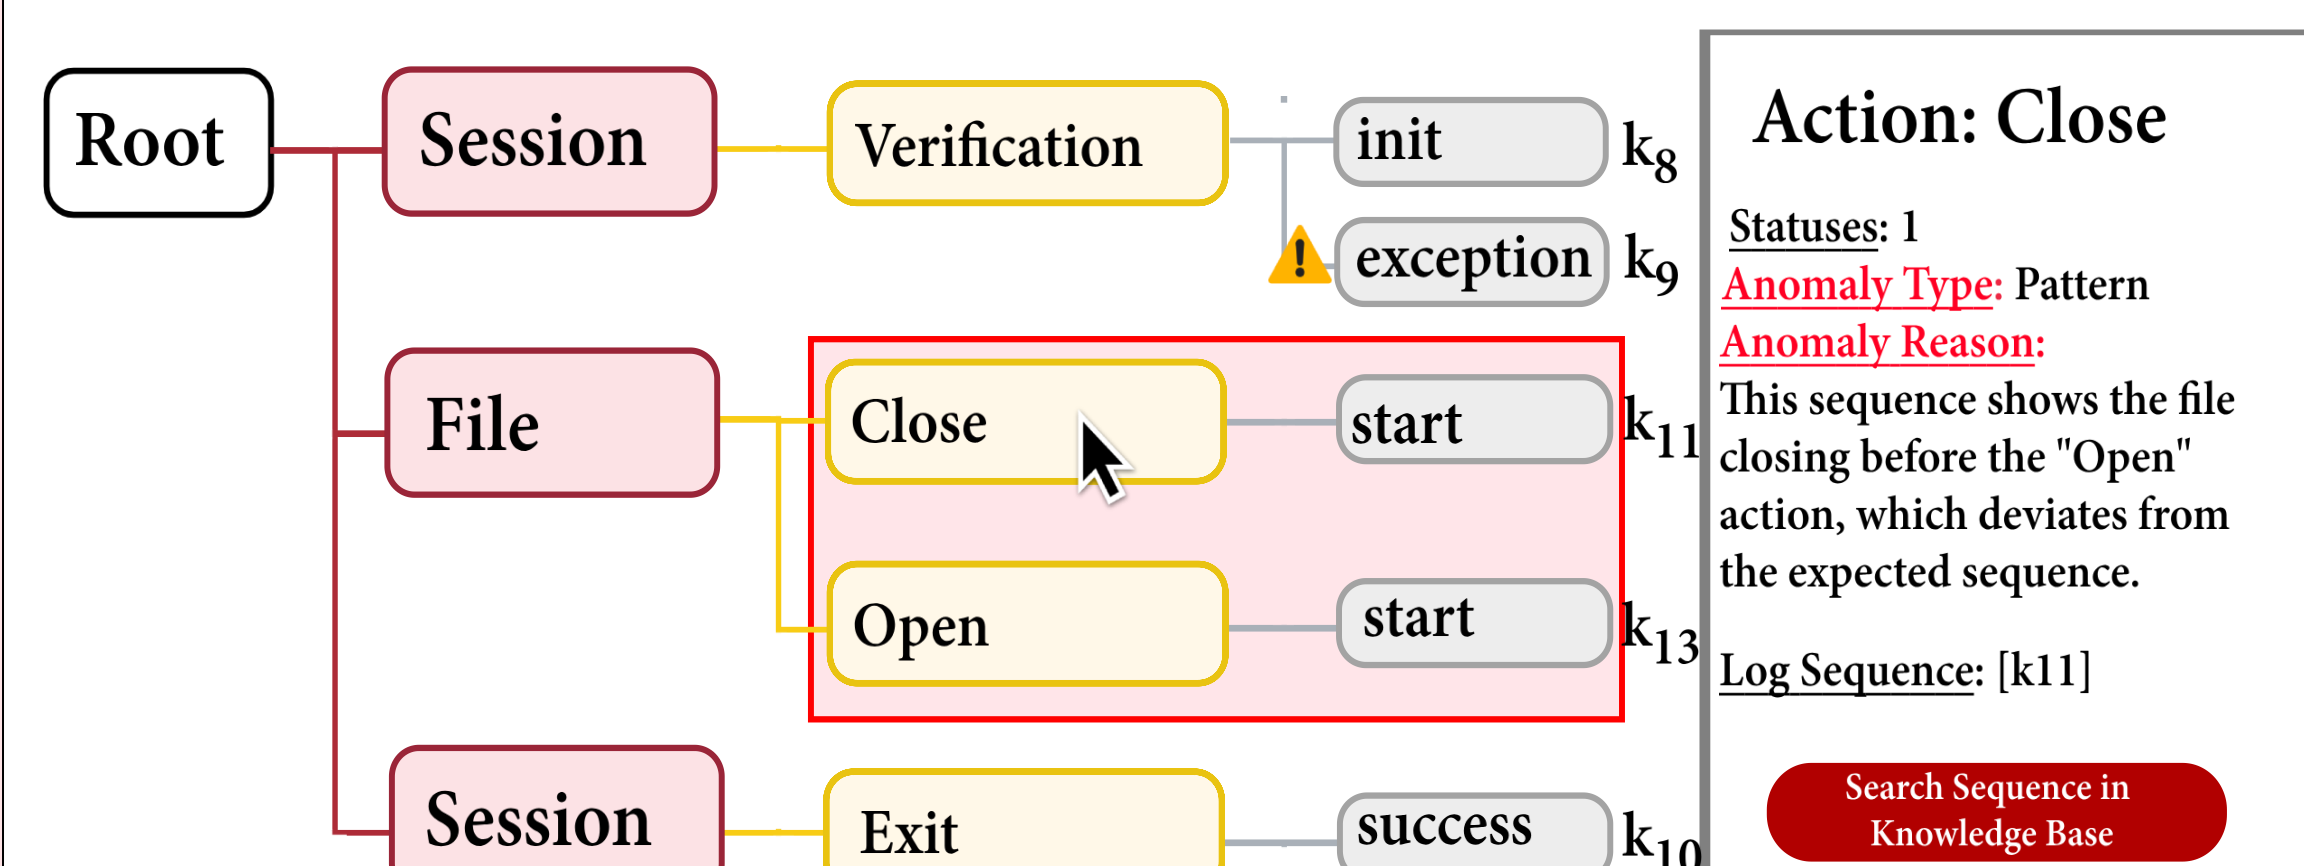 Root
Session
Verification
init
k8
exception
k9
File
Close
start
k11
Open
start
k13
Session
Exit
success
k10
Action: Close
Statuses: 1
Anomaly Type: Pattern
Anomaly Reason:
This sequence shows the file
closing before the "Open"
action, which deviates from
the expected sequence.
Log Sequence: [k11]
Search Sequence in
Knowledge Base